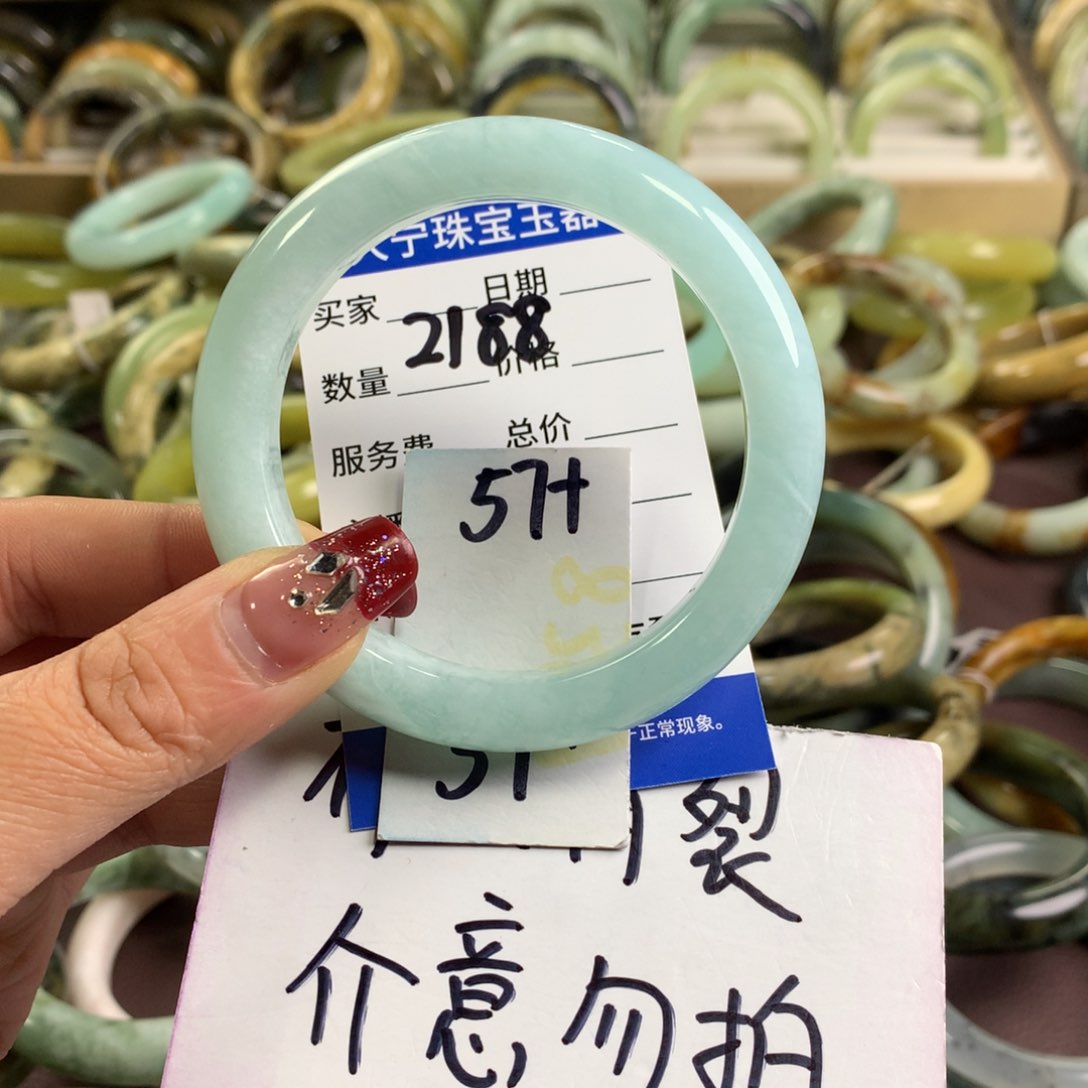 宁珠宝玉器
买家 日期
2188
数量 价格
服务费 总价
57H
正常现象。
裂
介意勿拍